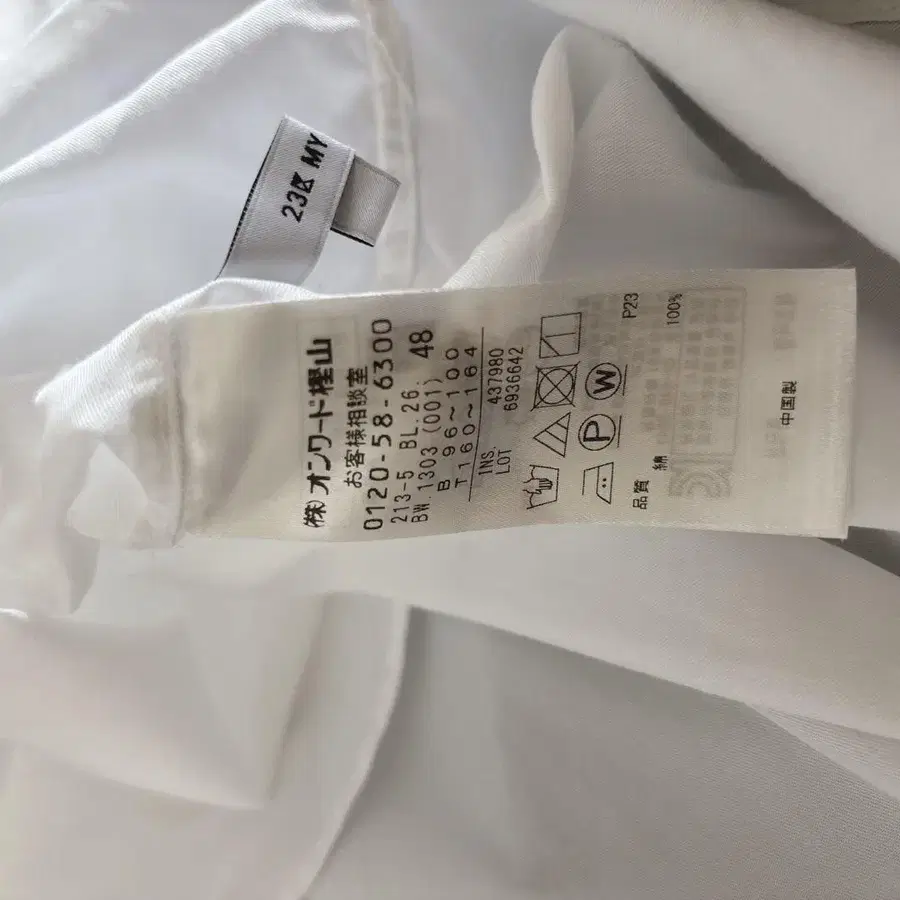 23区 MY
(株)オンワード樫山
お客様相談室
0120-58-6300
213-5 BL.26. 48
BW.1303 (001)
B 96~100
T160~164
INS. 437980
LOT 6936642
W
P
P23
品質 綿 100%
中国製